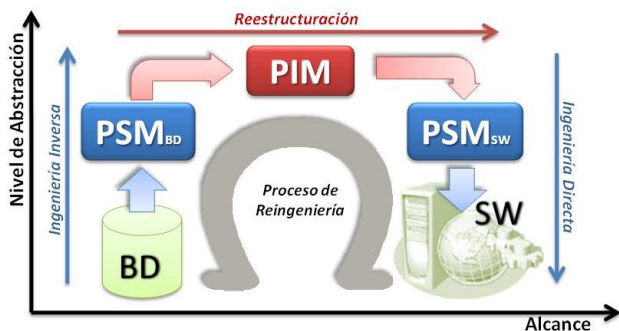 Reestructuración
PIM
Nivel de Abstracción
Ingeniería Inversa
PSMBD
PSMSW
Ingeniería Directa
Proceso de
Reingeniería
BD
SW
Alcance